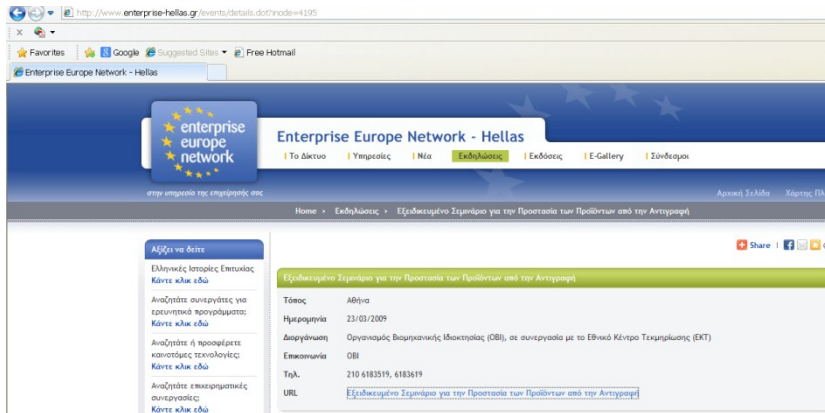 http://www.enterprise-hellas.gr/events/details.dot?inode=4195
Favorites Google Suggested Sites Free Hotmail
Enterprise Europe Network - Hellas
enterprise
europe
network
Enterprise Europe Network - Hellas
Το Δίκτυο Υπηρεσίες Νέα Εκδηλώσεις Εκδόσεις E-Gallery Σύνδεσμοι
στην υπηρεσία της επιχείρησής σας
Αρχική Σελίδα Χάρτης
Home Εκδηλώσεις Εξειδικευμένο Σεμινάριο για την Προστασία των Προϊόντων από την Αντιγραφή
Share
Αξίζει να δείτε
Ελληνικές Ιστορίες Επιτυχίας
Κάντε κλικ εδώ
Αναζητάτε συνεργάτες για
ερευνητικά προγράμματα;
Κάντε κλικ εδώ
Αναζητάτε ή προσφέρετε
καινοτόμες τεχνολογίες;
Κάντε κλικ εδώ
Αναζητάτε επιχειρηματικές
συνεργασίες;
Κάντε κλικ εδώ
Εξειδικευμένο Σεμινάριο για την Προστασία των Προϊόντων από την Αντιγραφή
Τόπος Αθήνα
Ημερομηνία 23/03/2009
Διοργάνωση Οργανισμός Βιομηχανικής Ιδιοκτησίας (ΟΒΙ), σε συνεργασία με το Εθνικό Κέντρο Τεκμηρίωσης (ΕΚΤ)
Επικοινωνία ΟΒΙ
Τηλ. 210 6183519, 6183619
URL Εξειδικευμένο Σεμινάριο για την Προστασία των Προϊόντων από την Αντιγραφή